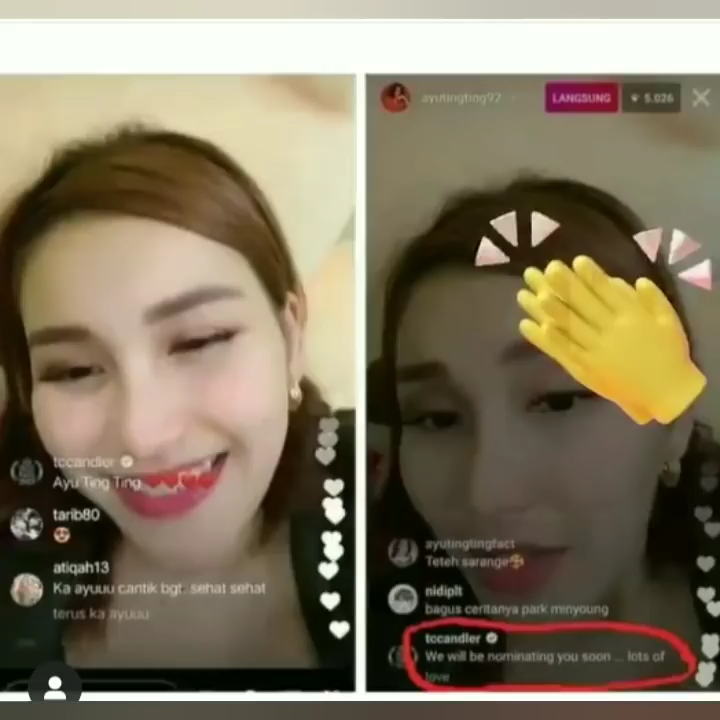 tccandler
Ayu Ting Ting
tarib80
atiqah13
Ka ayuuu cantik bgt. sehat sehat
terus ka ayuuu
ayutingting92
LANGSUNG
5.026
ayutingtingfact
Teteh sarange
nidiplt
bagus ceritanya park minyoung
tccandler
We will be nominating you soon ... lots of
love